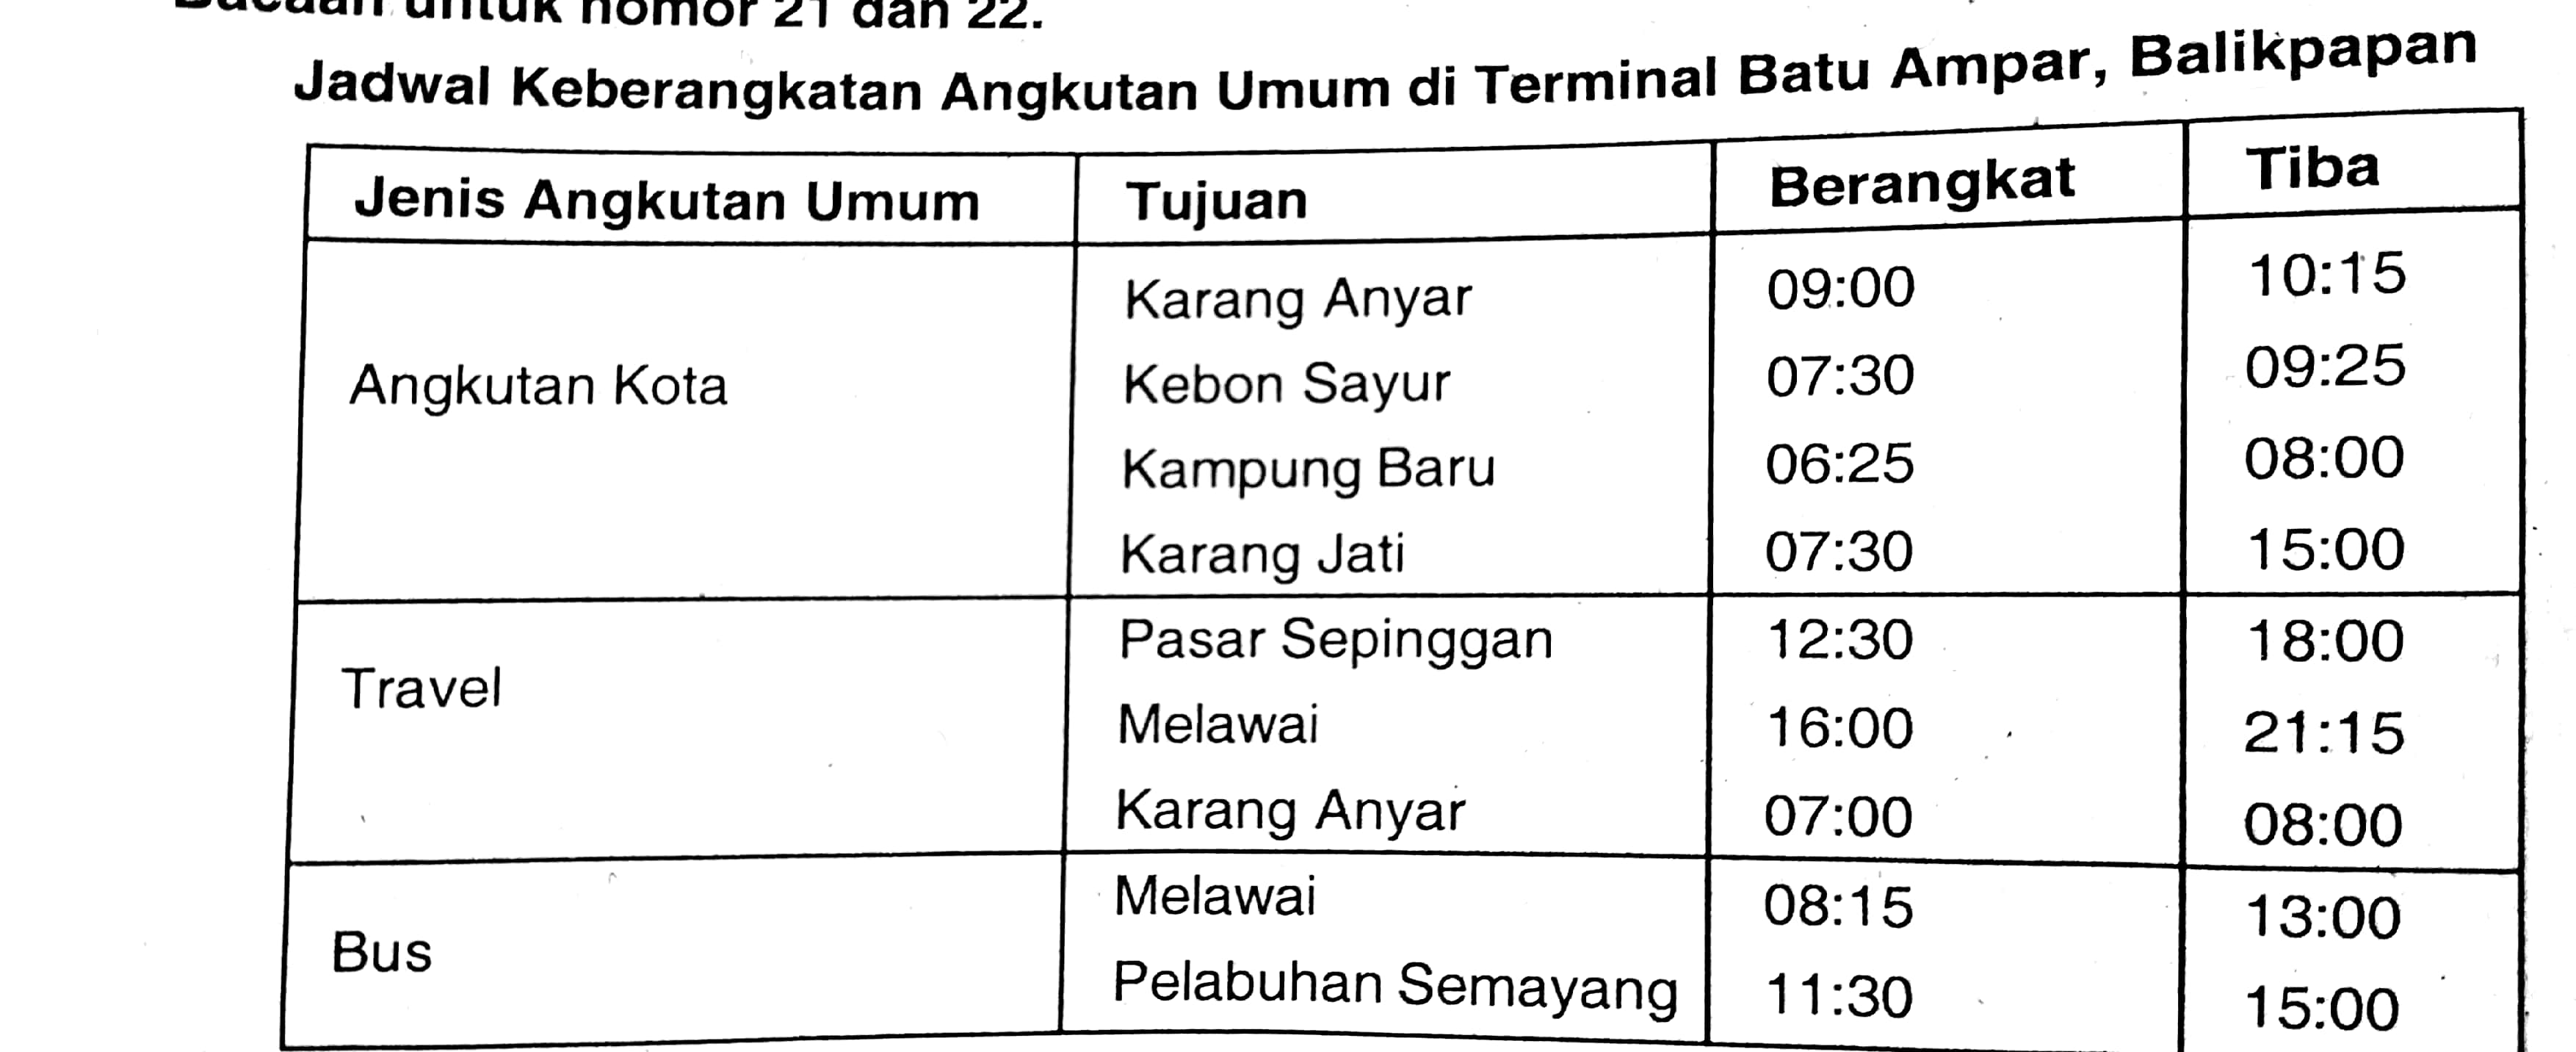 Bacaan untuk nomor 21 dan 22.
Jadwal Keberangkatan Angkutan Umum di Terminal Batu Ampar, Balikpapan
Jenis Angkutan Umum Tujuan Berangkat Tiba
Karang Anyar 09:00 10:15
Angkutan Kota Kebon Sayur 07:30 09:25
Kampung Baru 06:25 08:00
Karang Jati 07:30 15:00
Pasar Sepinggan 12:30 18:00
Travel Melawai 16:00 21:15
Karang Anyar 07:00 08:00
Melawai 08:15 13:00
Bus Pelabuhan Semayang 11:30 15:00